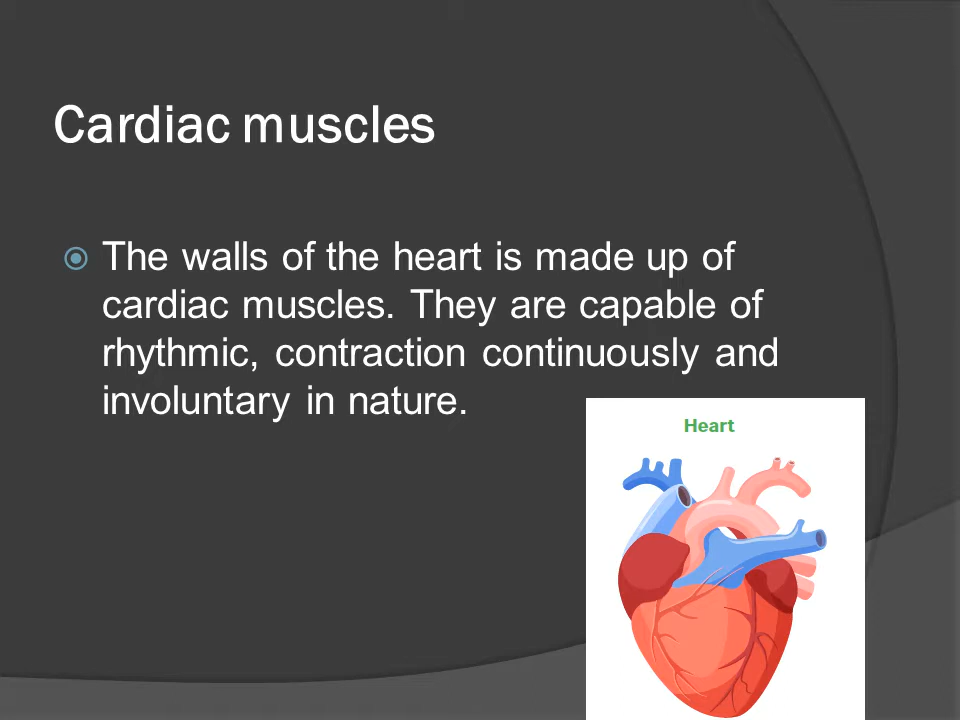 Cardiac muscles
The walls of the heart is made up of
cardiac muscles. They are capable of
rhythmic, contraction continuously and
involuntary in nature.
Heart